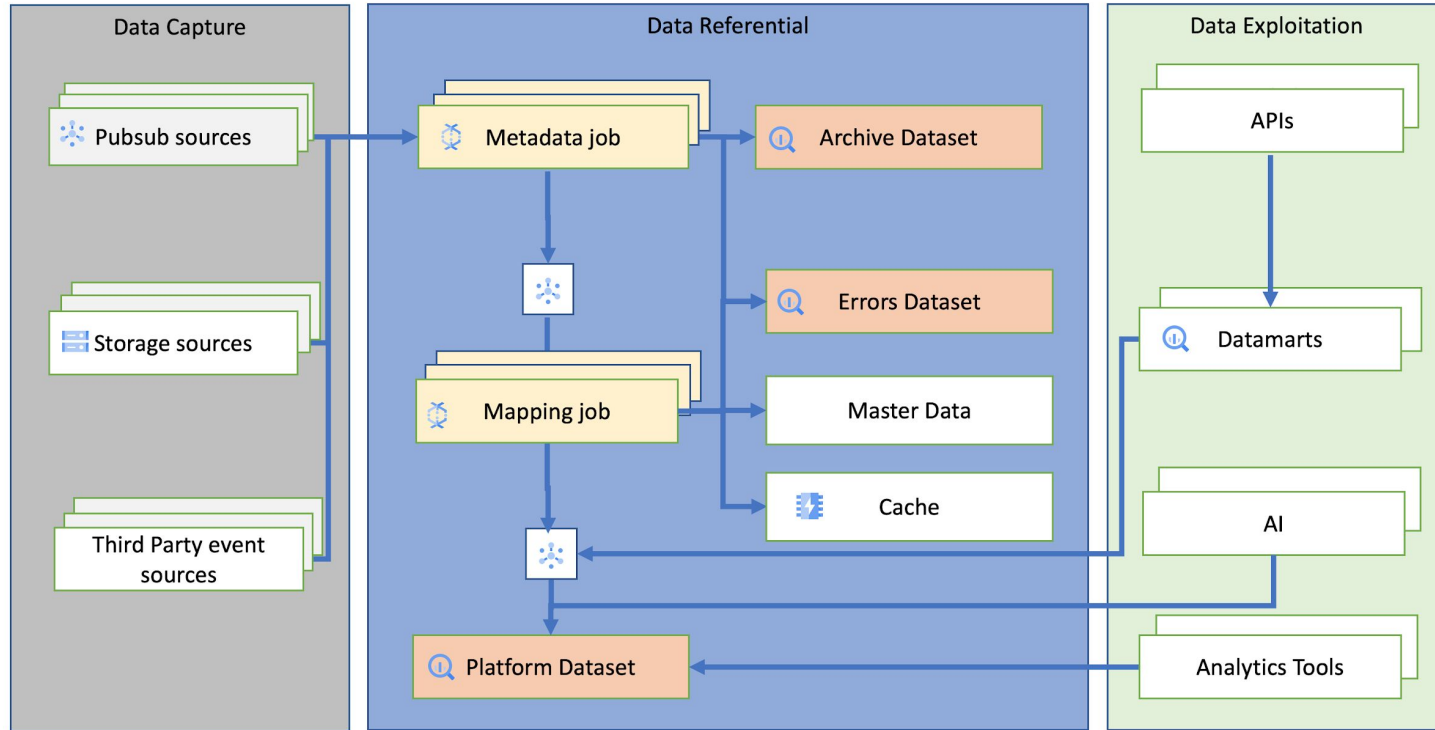 Data Capture
Pubsub sources
Storage sources
Third Party event
sources
Data Referential
Metadata job
Archive Dataset
Errors Dataset
Mapping job
Master Data
Cache
Platform Dataset
Data Exploitation
APIs
Datamarts
AI
Analytics Tools